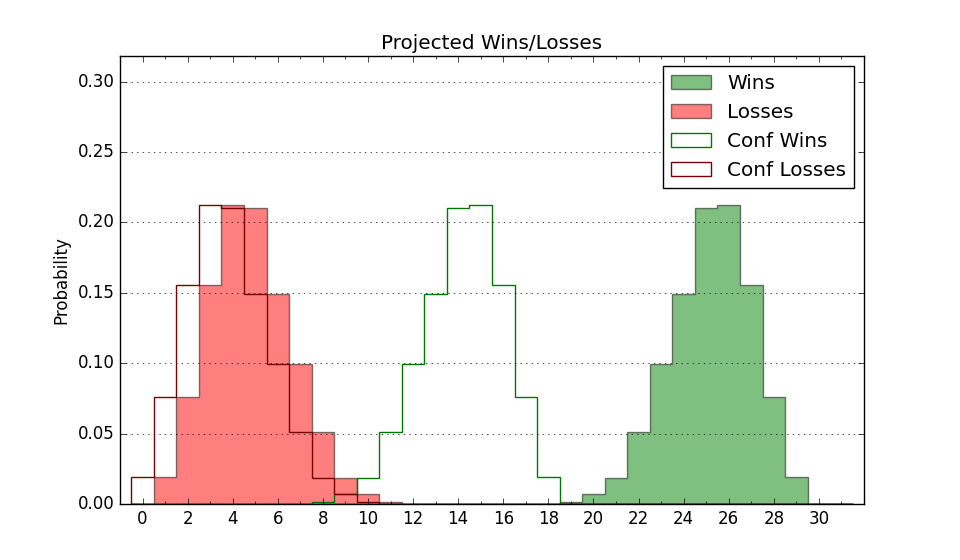 Projected Wins/Losses
0.30
0.25
0.20
0.15
0.10
0.05
0.00
Probability
Wins
Losses
Conf Wins
Conf Losses
0 2 4 6 8 10 12 14 16 18 20 22 24 26 28 30